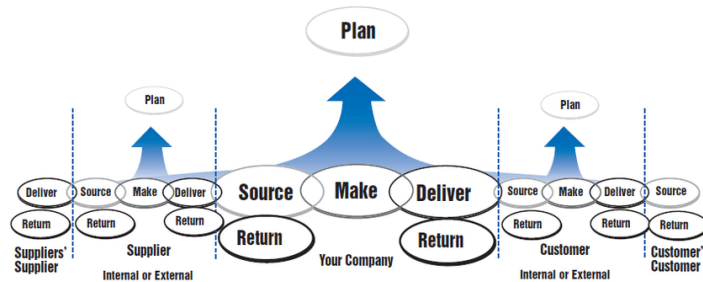 Plan
Plan
Plan
Deliver
Source
Make
Deliver
Source
Make
Deliver
Source
Make
Deliver
Source
Return
Return
Return
Return
Return
Return
Return
Return
Suppliers'
Supplier
Supplier
Internal or External
Your Company
Customer
Internal or External
Customer'
Customer